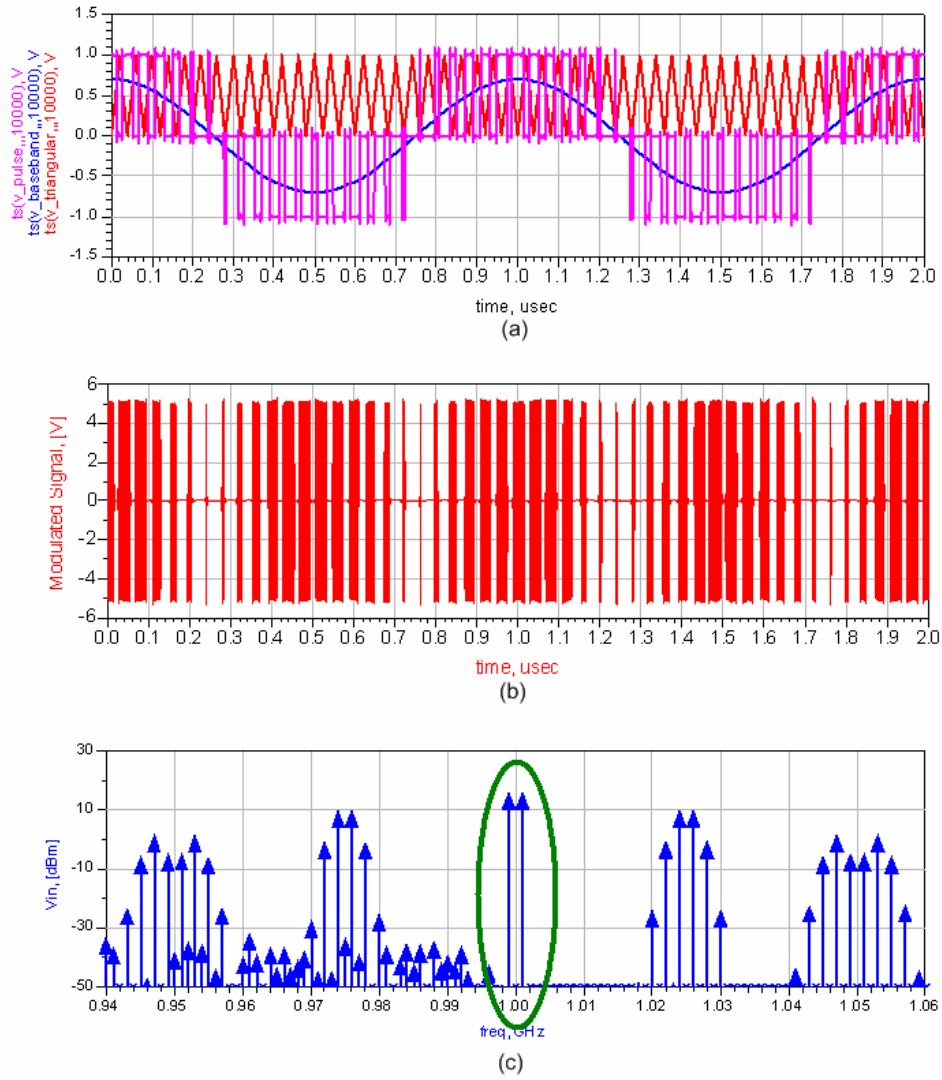 ts(v_pulse,,,10000), V
ts(v_baseband,,,10000), V
ts(v_triangular,,,10000), V
1.5
1.0
0.5
0.0
-0.5
-1.0
-1.5
0.0 0.1 0.2 0.3 0.4 0.5 0.6 0.7 0.8 0.9 1.0 1.1 1.2 1.3 1.4 1.5 1.6 1.7 1.8 1.9 2.0
time, usec
(a)
Modulated Signal, [V]
6
4
2
0
-2
-4
-6
0.0 0.1 0.2 0.3 0.4 0.5 0.6 0.7 0.8 0.9 1.0 1.1 1.2 1.3 1.4 1.5 1.6 1.7 1.8 1.9 2.0
time, usec
(b)
Vin, [dBm]
30
10
-10
-30
-50
0.94 0.95 0.96 0.97 0.98 0.99 1.00 1.01 1.02 1.03 1.04 1.05 1.06
freq, GHz
(c)